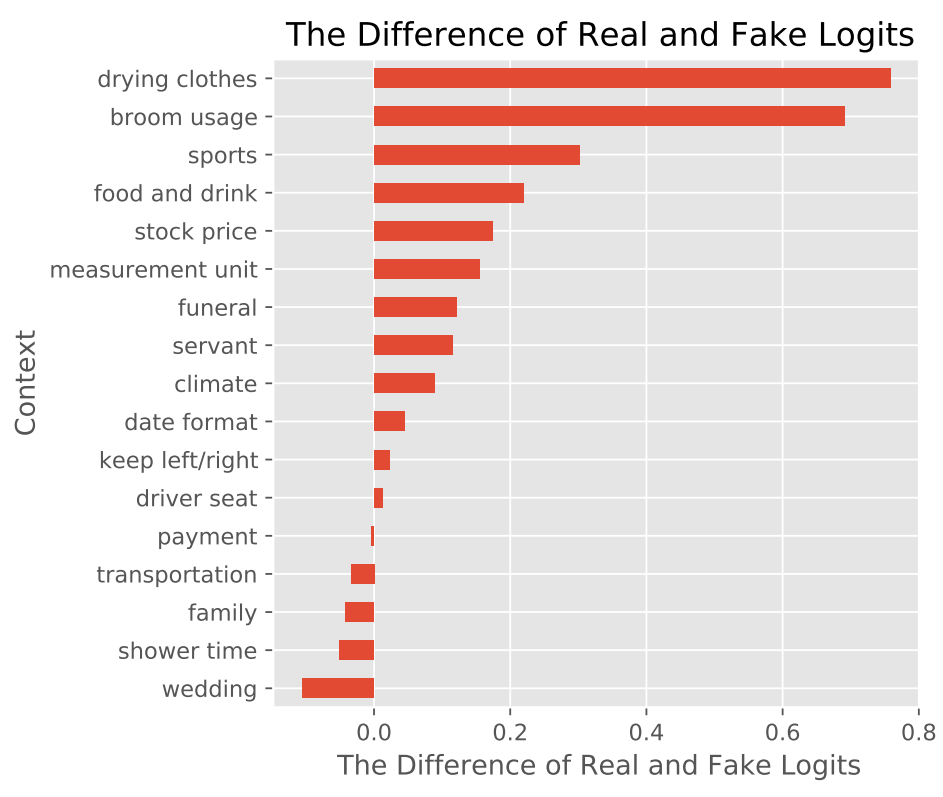 The Difference of Real and Fake Logits
drying clothes
broom usage
sports
food and drink
stock price
measurement unit
funeral
servant
climate
date format
keep left/right
driver seat
payment
transportation
family
shower time
wedding
Context
0.0 0.2 0.4 0.6 0.8
The Difference of Real and Fake Logits